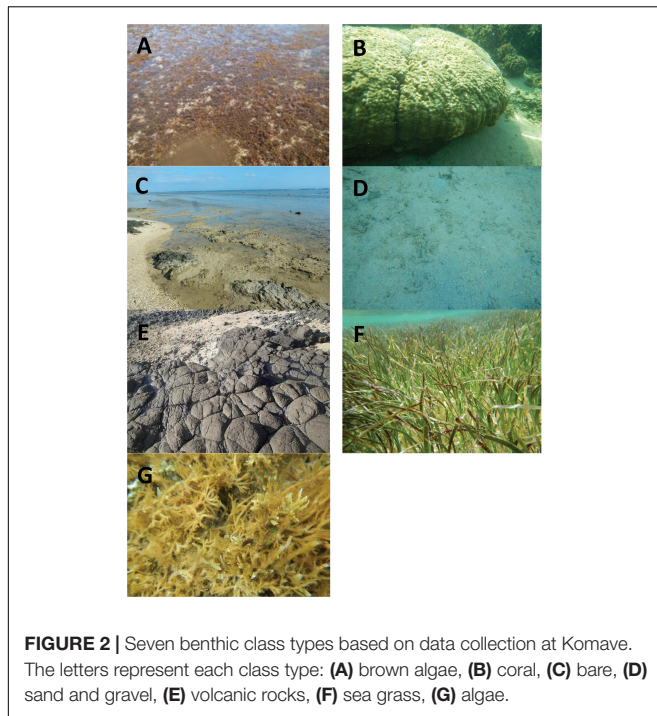 A
B
C
D
E
F
G
FIGURE 2 | Seven benthic class types based on data collection at Komave.
The letters represent each class type: (A) brown algae, (B) coral, (C) bare, (D)
sand and gravel, (E) volcanic rocks, (F) sea grass, (G) algae.